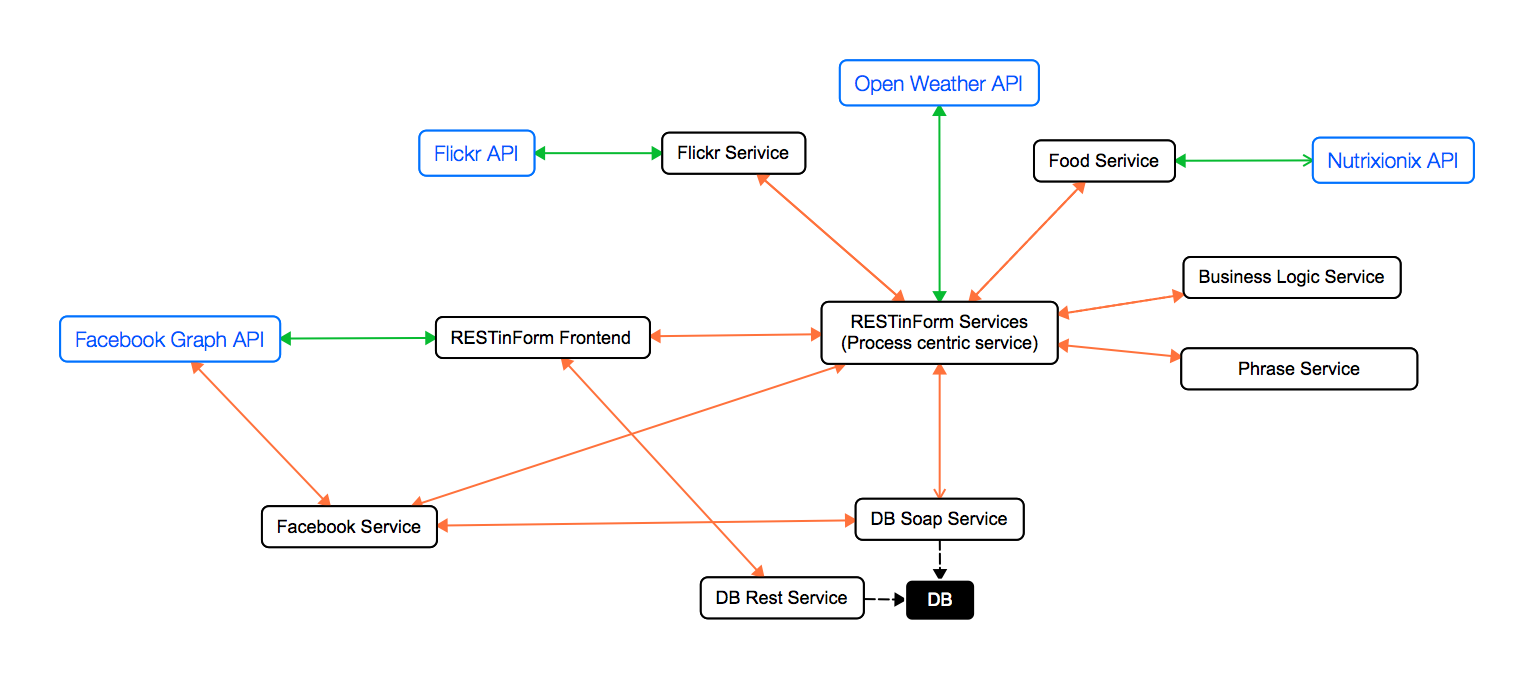 Open Weather API
Flickr API
Flickr Serivice
Food Serivice
Nutrixionix API
Business Logic Service
Facebook Graph API
RESTinForm Frontend
RESTinForm Services
(Process centric service)
Phrase Service
Facebook Service
DB Soap Service
DB Rest Service
DB